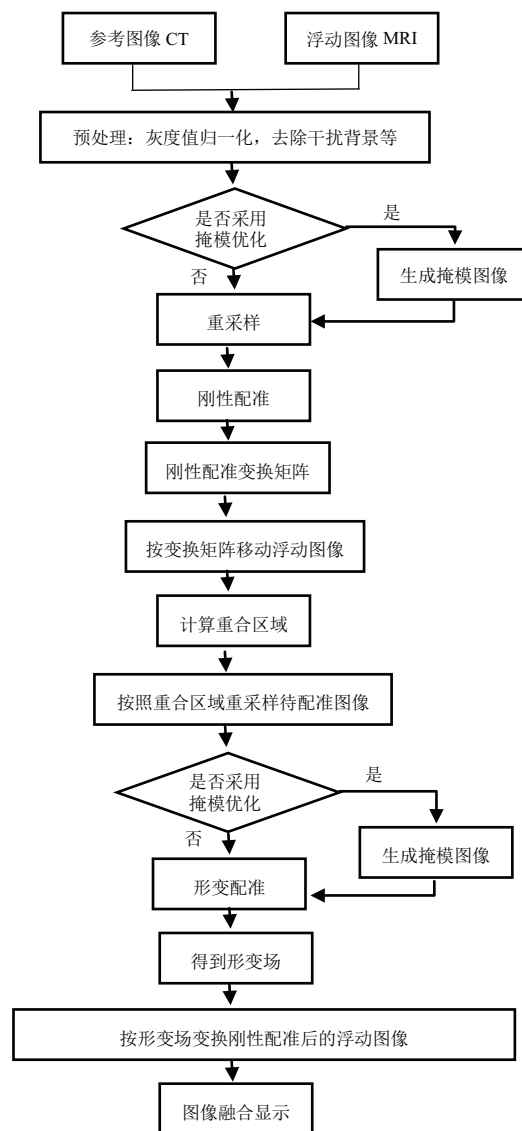 参考图像 CT
浮动图像 MRI
预处理：灰度值归一化，去除干扰背景等
是否采用
掩模优化
是
否
生成掩模图像
重采样
刚性配准
刚性配准变换矩阵
按变换矩阵移动浮动图像
计算重合区域
按照重合区域重采样待配准图像
是否采用
掩模优化
是
否
生成掩模图像
形变配准
得到形变场
按形变场变换刚性配准后的浮动图像
图像融合显示